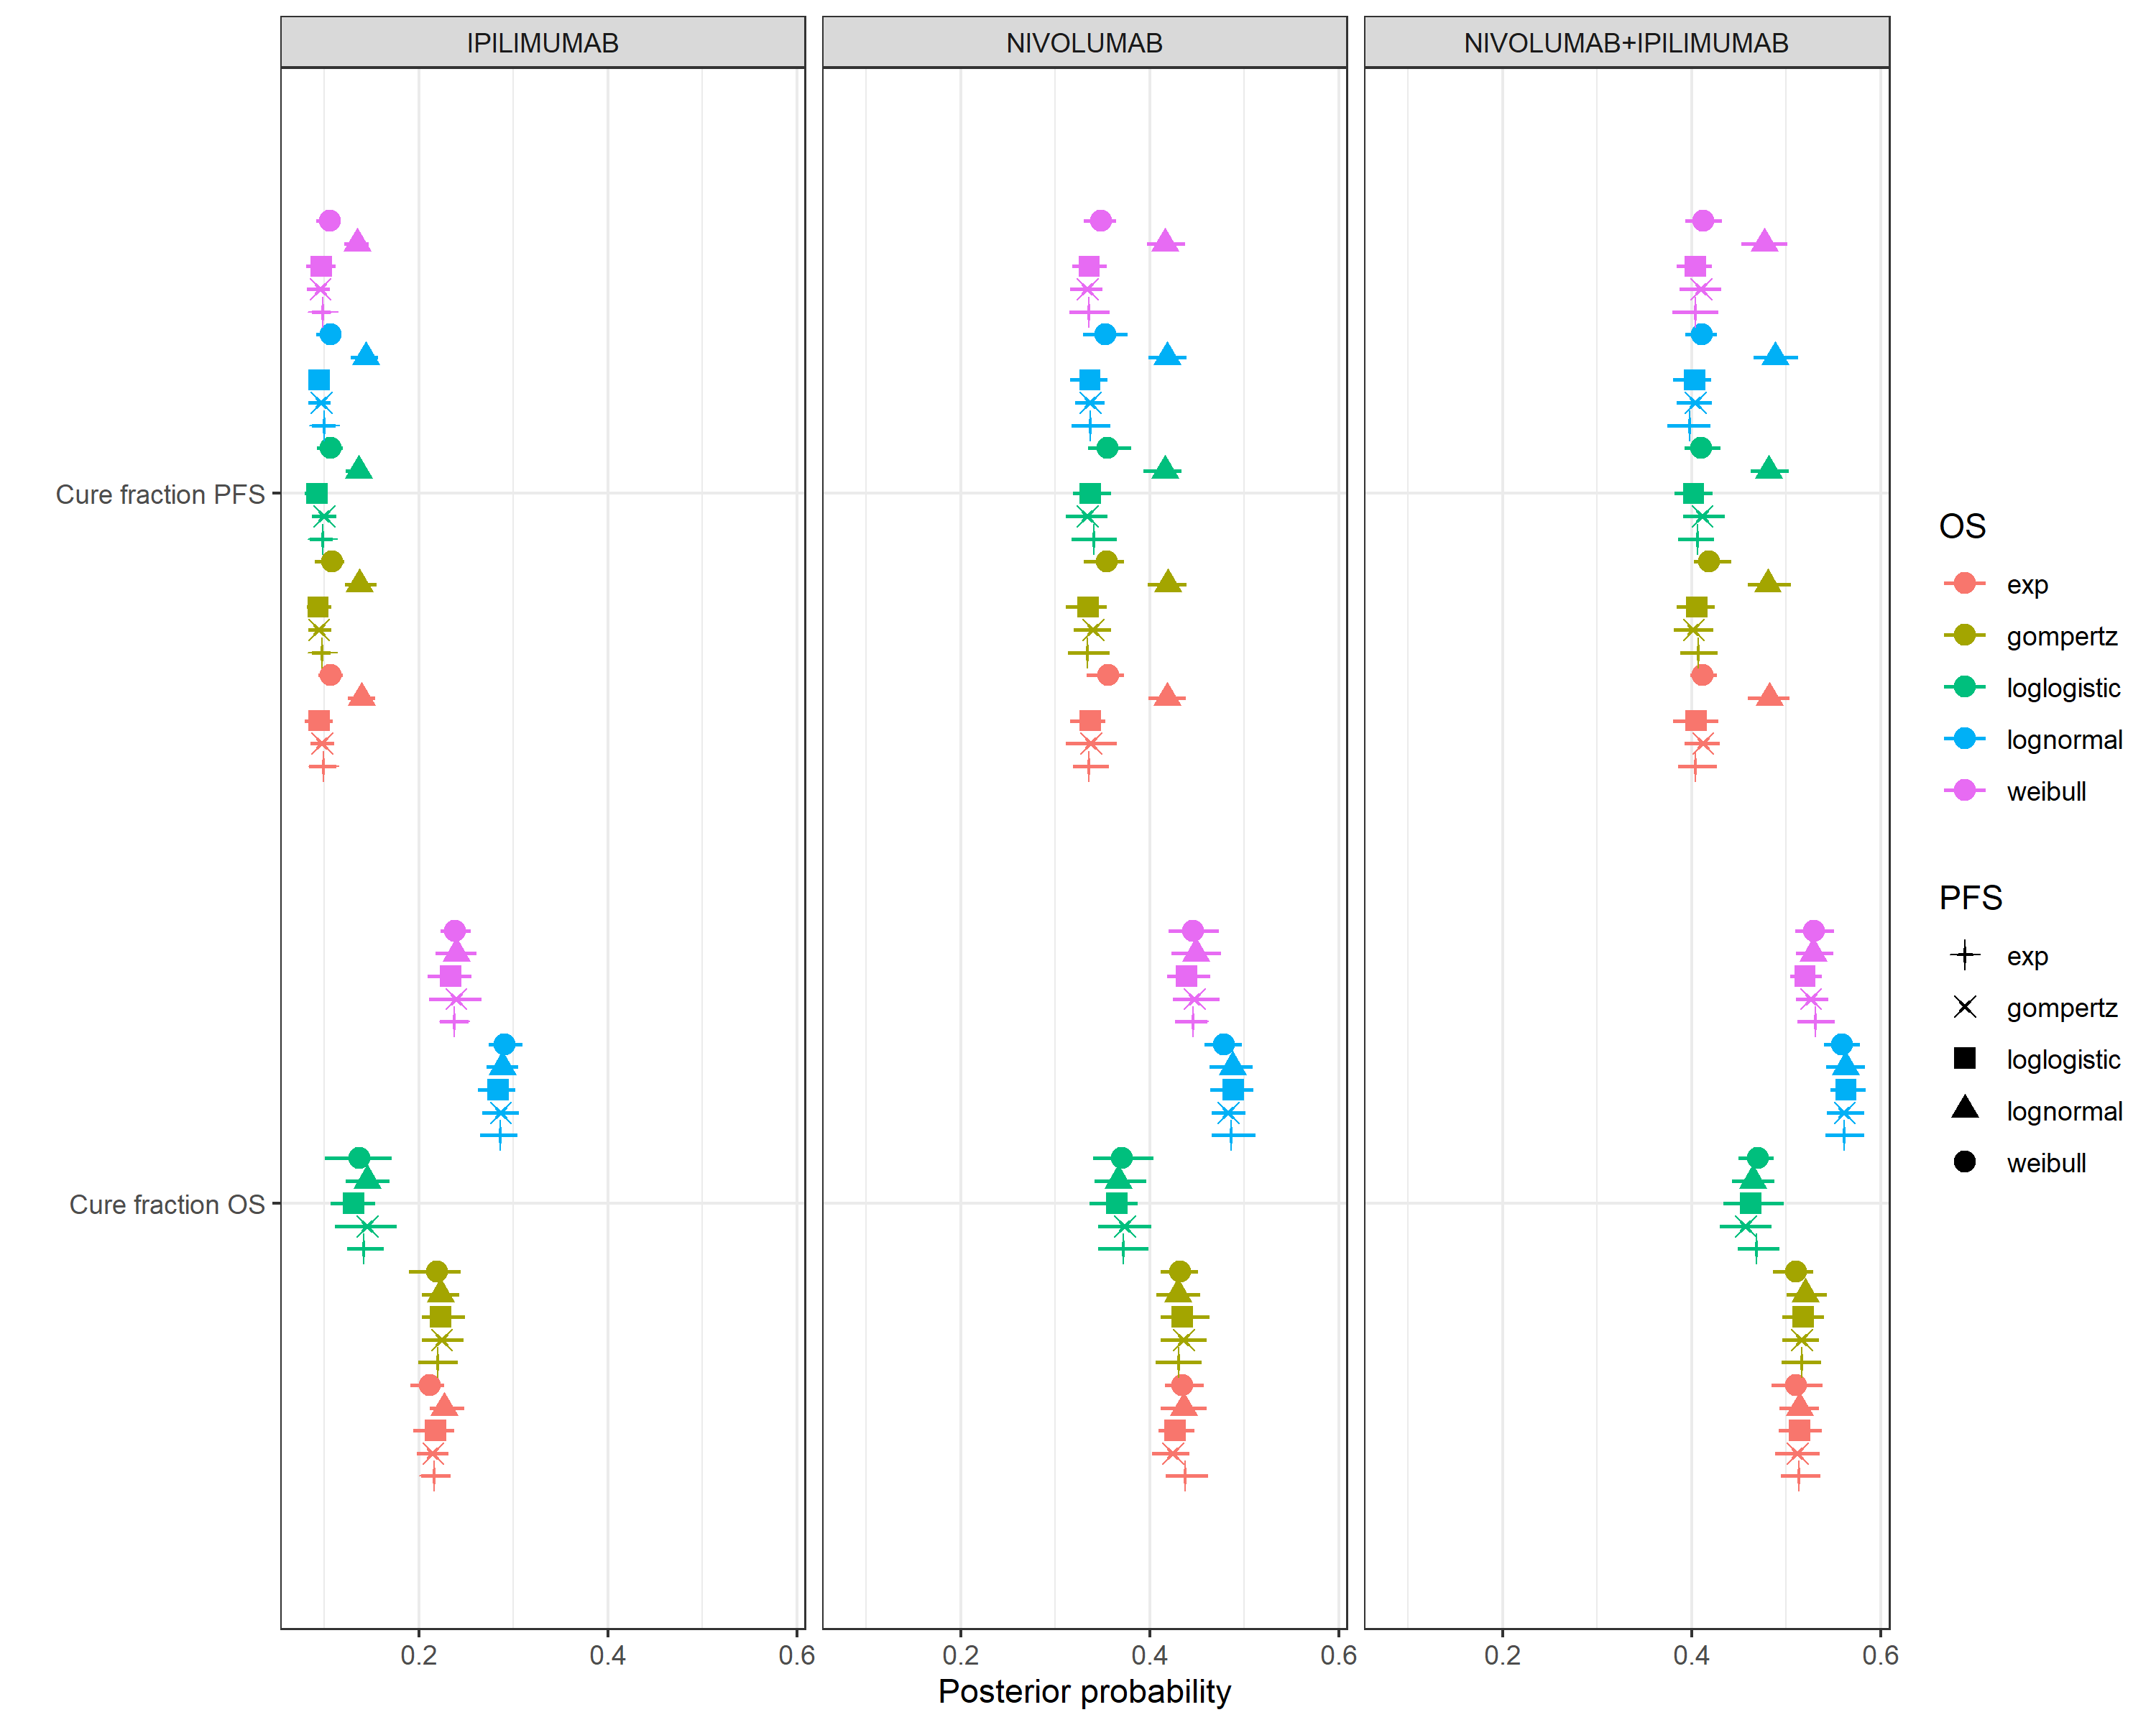 IPILIMUMAB
NIVOLUMAB
NIVOLUMAB+IPILIMUMAB
Cure fraction PFS
Cure fraction OS
0.2
0.4
0.6
0.2
0.4
0.6
0.2
0.4
0.6
Posterior probability
OS
exp
gompertz
loglogistic
lognormal
weibull
PFS
exp
gompertz
loglogistic
lognormal
weibull